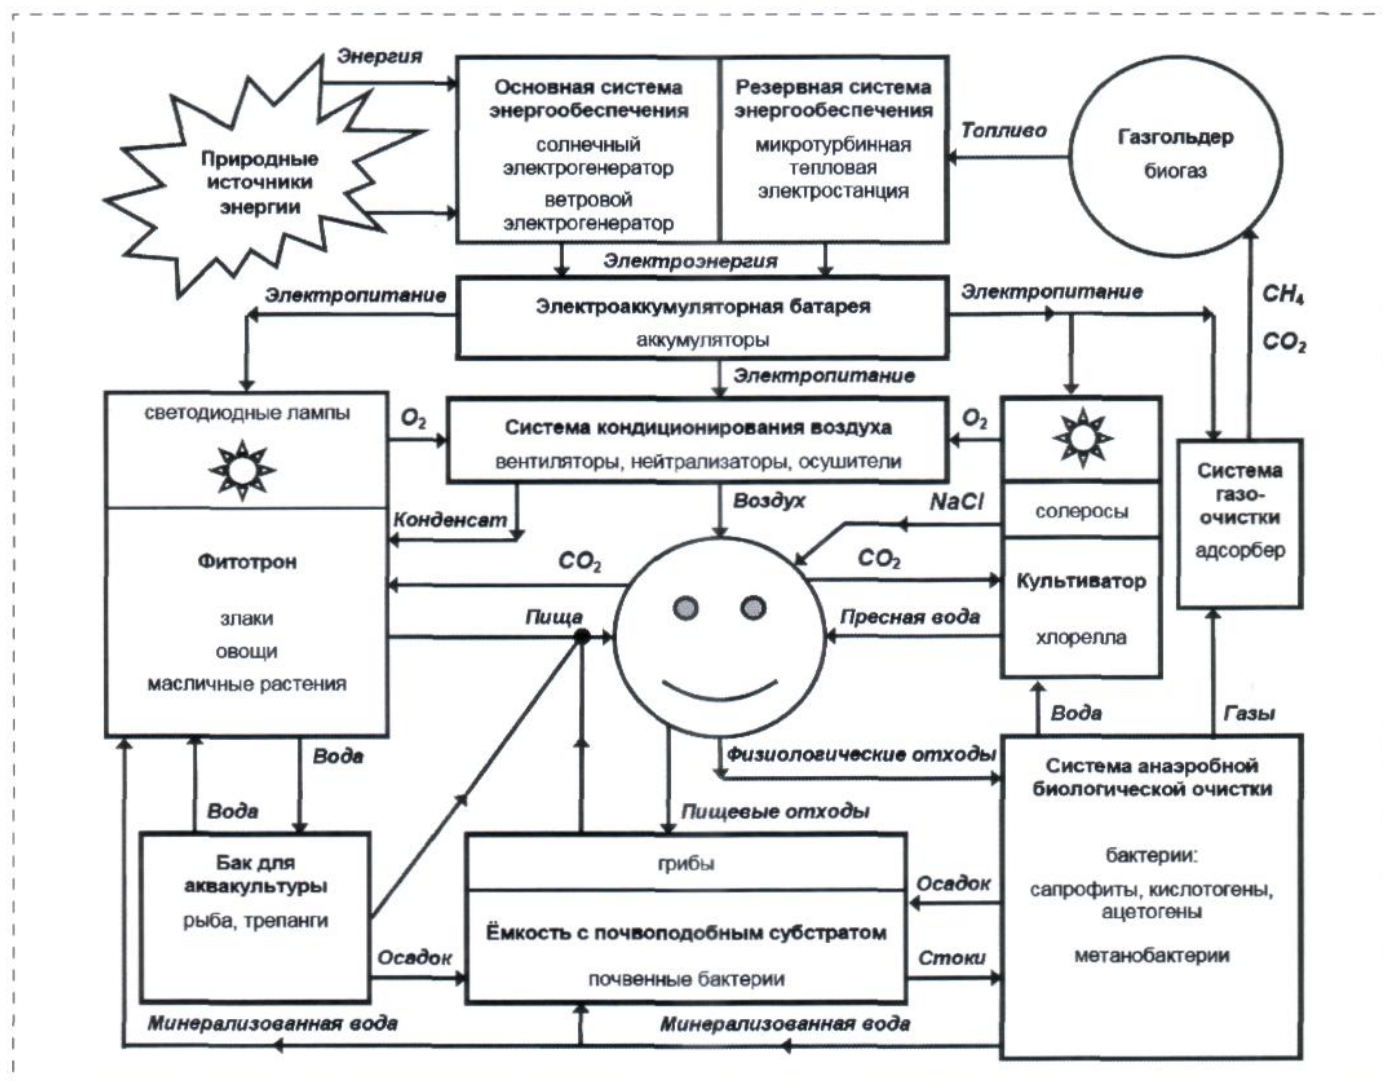 Энергия
Основная система
энергообеспечения
солнечный
электрогенератор
ветровой
электрогенератор
Резервная система
энергообеспечения
микротурбинная
тепловая
электростанция
Топливо
Газгольдер
биогаз
Природные
источники
энергии
Электроэнергия
Электропитание
Электроаккумуляторная батарея
аккумуляторы
Электропитание
CH₄
CO₂
Электропитание
светодиодные лампы
O₂
Система кондиционирования воздуха
вентиляторы, нейтрализаторы, осушители
O₂
Система
газо-
очистки
адсорбер
Конденсат
Воздух
NaCl
солеросы
Фитотрон
злаки
овощи
масличные растения
CO₂
CO₂
Культиватор
хлорелла
Пища
Пресная вода
Вода
Вода
Газы
Физиологические отходы
Система анаэробной
биологической очистки
бактерии:
сапрофиты, кислотогены,
ацетогены
метанобактерии
Вода
Пищевые отходы
Бак для
аквакультуры
рыба, трепанги
грибы
Осадок
Ёмкость с почвоподобным субстратом
почвенные бактерии
Осадок
Стоки
Минерализованная вода
Минерализованная вода